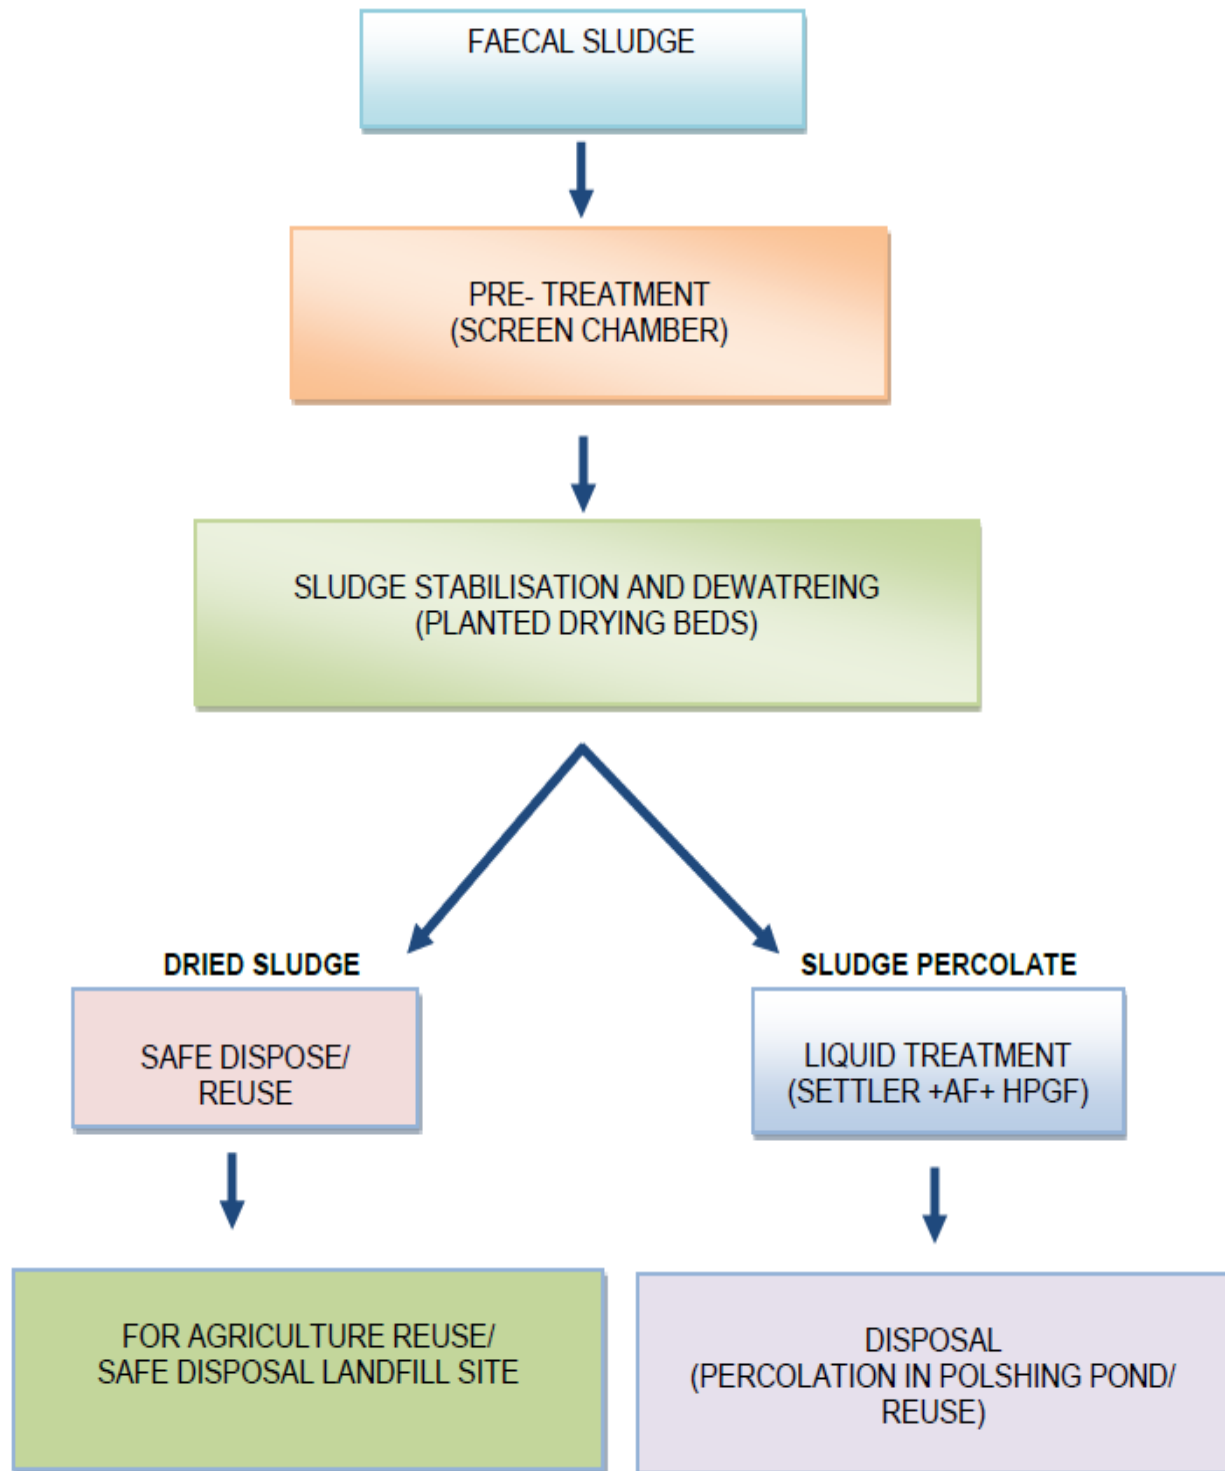 FAECAL SLUDGE
PRE- TREATMENT
(SCREEN CHAMBER)
SLUDGE STABILISATION AND DEWATREING
(PLANTED DRYING BEDS)
DRIED SLUDGE
SAFE DISPOSE/
REUSE
SLUDGE PERCOLATE
LIQUID TREATMENT
(SETTLER +AF+ HPGF)
FOR AGRICULTURE REUSE/
SAFE DISPOSAL LANDFILL SITE
DISPOSAL
(PERCOLATION IN POLSHING POND/
REUSE)